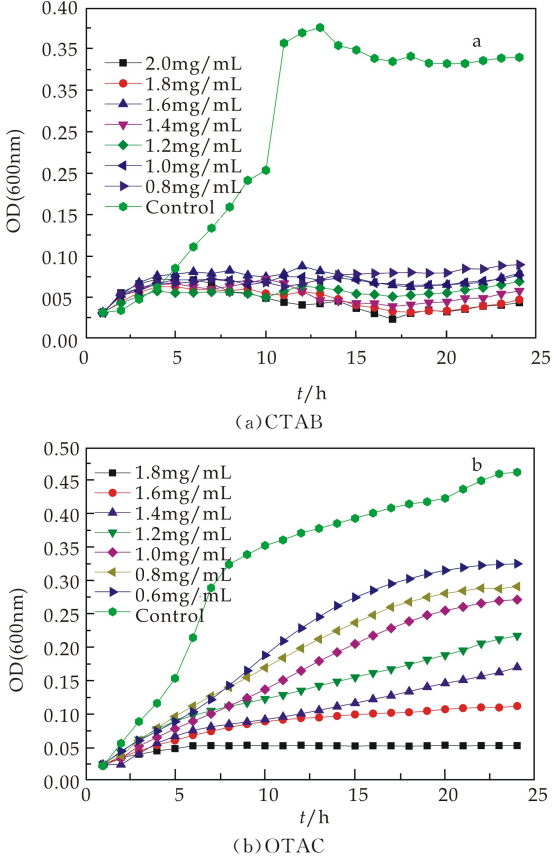 0.40
0.35
0.35
0.20
0.25
0.15
0.10
005
0.00
OD(600nm)
a
2.0mg/mL
1.8mg/mL
1.6mg/mL
1.4mg/mL
1.2mg/mL
1.0mg/mL
0.8mg/mL
Control
0 5 10 15 20 25
t/h
(a)CTAB
0.50
0.45
0.40
0.35
0.30
0.25
0.20
0.15
0.10
0.05
0.00
OD(600nm)
b
1.8mg/mL
1.6mg/mL
1.4mg/mL
1.2mg/mL
1.0mg/mL
0.8mg/mL
0.6mg/mL
Control
0 5 10 15 20 25
t/h
(b)OTAC